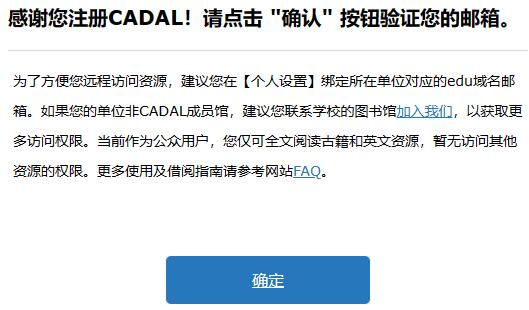 感谢您注册CADAL！请点击 "确认" 按钮验证您的邮箱。
为了方便您远程访问资源，建议您在【个人设置】绑定所在单位对应的edu域名邮
箱。如果您的单位非CADAL成员馆，建议您联系学校的图书馆加入我们，以获取更
多访问权限。当前作为公众用户，您仅可全文阅读古籍和英文资源，暂无访问其他
资源的权限。更多使用及借阅指南请参考网站FAQ。
确定